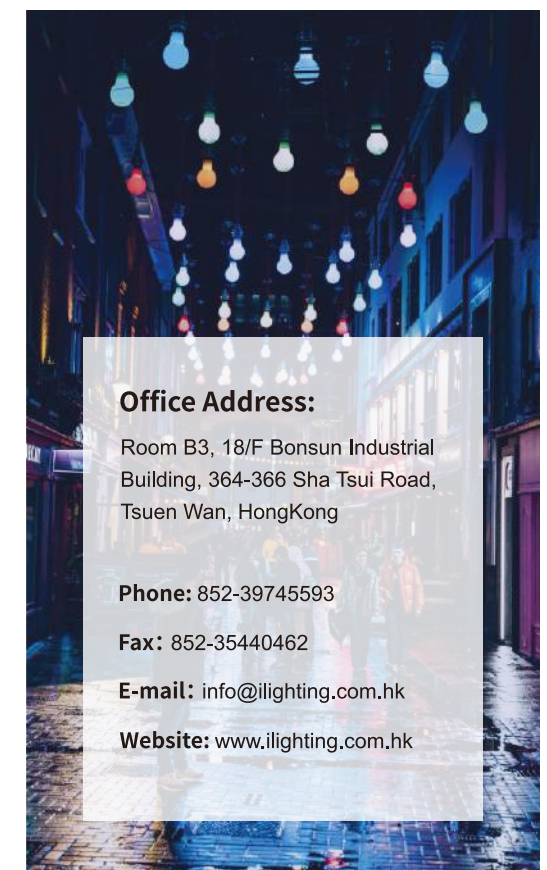 Office Address:
Room B3, 18/F Bonsun Industrial
Building, 364-366 Sha Tsui Road,
Tsuen Wan, HongKong
Phone: 852-39745593
Fax: 852-35440462
E-mail: info@ilighting.com.hk
Website: www.ilighting.com.hk